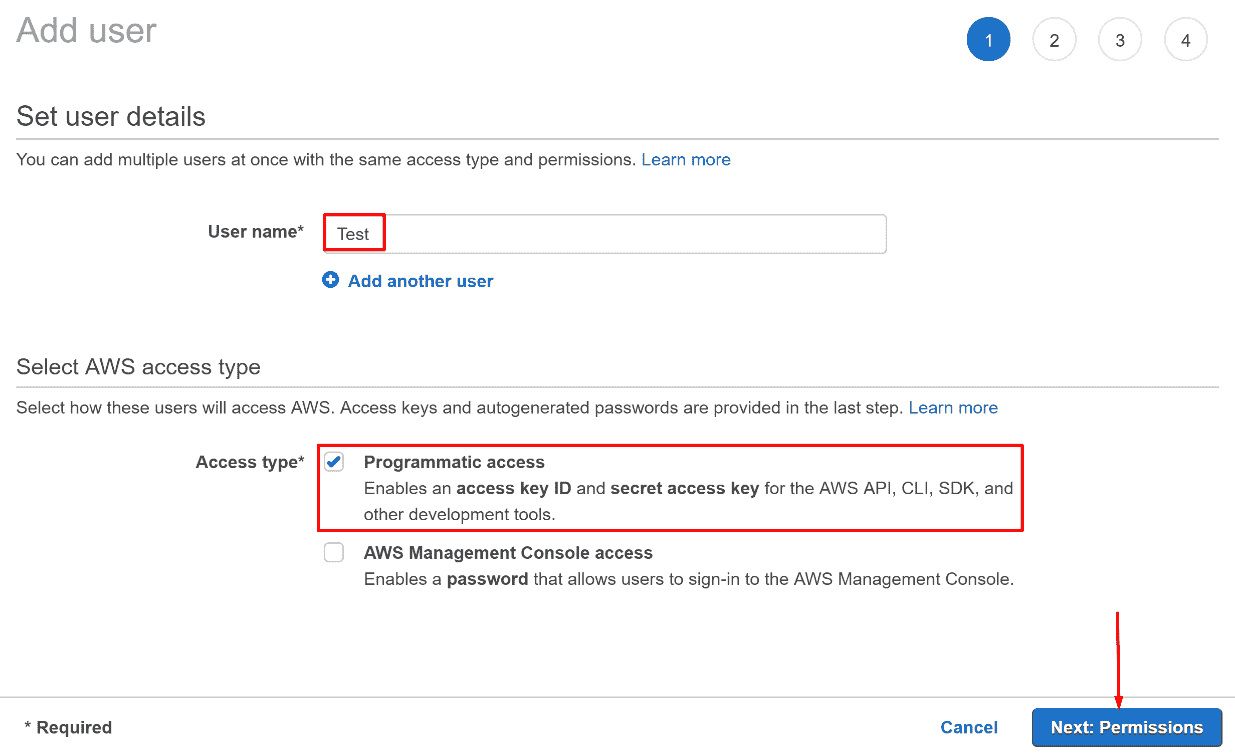 Add user
1 2 3 4
Set user details
You can add multiple users at once with the same access type and permissions. Learn more
User name* Test
Add another user
Select AWS access type
Select how these users will access AWS. Access keys and autogenerated passwords are provided in the last step. Learn more
Access type* Programmatic access
Enables an access key ID and secret access key for the AWS API, CLI, SDK, and
other development tools.
AWS Management Console access
Enables a password that allows users to sign-in to the AWS Management Console.
* Required Cancel Next: Permissions